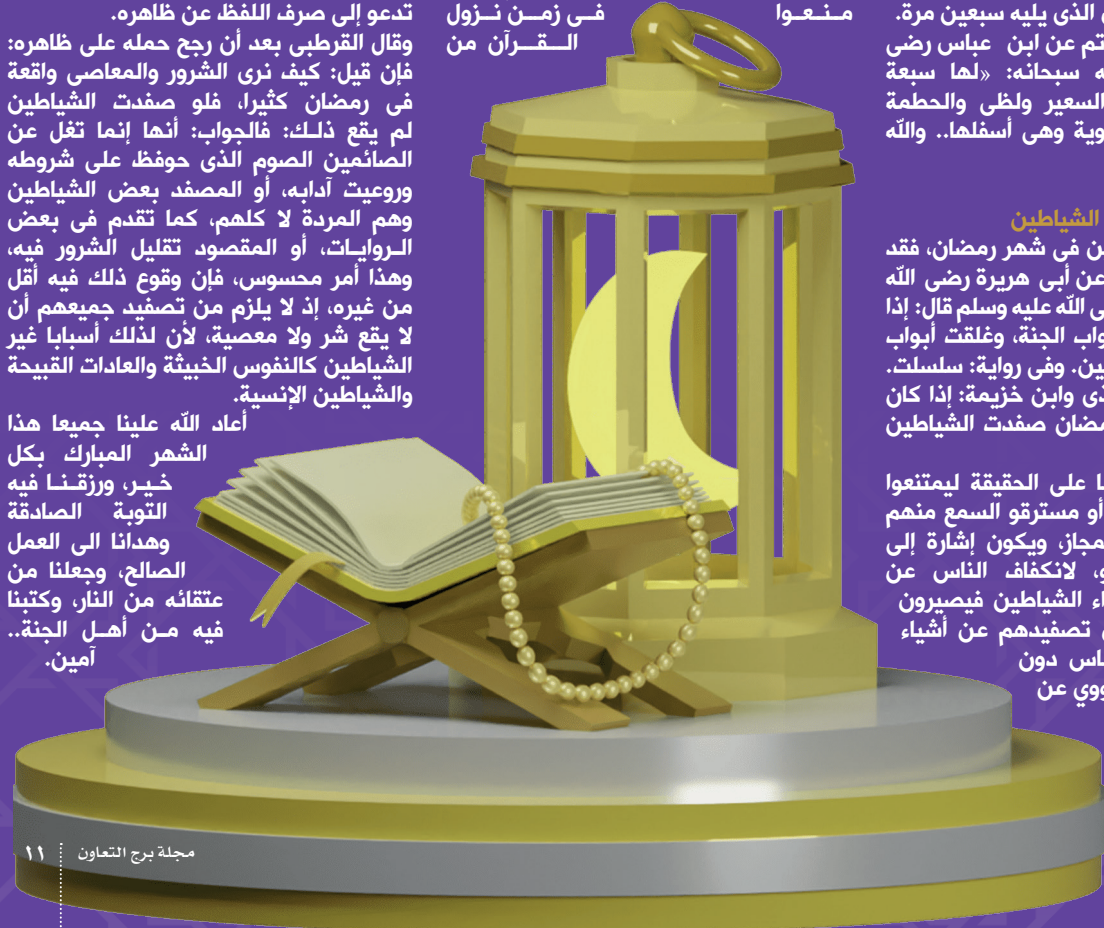 الذى يليه سبعين مرة.
تم عن ابن عباس رضى
ه سبحانه: «لها سبعة
السعير ولظى والحطمة
وية وهى أسفلها.. والله
الشياطين
ن فى شهر رمضان، فقد
عن أبى هريرة رضى الله
ى الله عليه وسلم قال: إذا
واب الجنة، وغلقت أبواب
ين. وفى رواية: سلسلت.
ذى وابن خزيمة: إذا كان
مضان صفدت الشياطين
ا على الحقيقة ليمتنعوا
أو مسترقو السمع منهم
مجاز، ويكون إشارة إلى
و، لانكفاف الناس عن
اء الشياطين فيصيرون
ن تصفيدهم عن أشياء
اس دون
ووي عن
منعوا
فى زمن نزول
القرآن من
تدعو إلى صرف اللفظ عن ظاهره.
وقال القرطبى بعد أن رجح حمله على ظاهره:
فإن قيل: كيف نرى الشرور والمعاصى واقعة
فى رمضان كثيرا، فلو صفدت الشياطين
لم يقع ذلك: فالجواب: أنها إنما تغل عن
الصائمين الصوم الذى حوفظ على شروطه
وروعيت آدابه، أو المصفد بعض الشياطين
وهم المردة لا كلهم، كما تقدم فى بعض
الروايات، أو المقصود تقليل الشرور فيه،
وهذا أمر محسوس، فإن وقوع ذلك فيه أقل
من غيره، إذ لا يلزم من تصفيد جميعهم أن
لا يقع شر ولا معصية، لأن لذلك أسبابا غير
الشياطين كالنفوس الخبيثة والعادات القبيحة
والشياطين الإنسية.
أعاد الله علينا جميعا هذا
الشهر المبارك بكل
خير، ورزقنا فيه
التوبة الصادقة
وهدانا الى العمل
الصالح، وجعلنا من
عتقائه من النار، وكتبنا
فيه من أهل الجنة..
آمين.
مجلة برج التعاون ١١